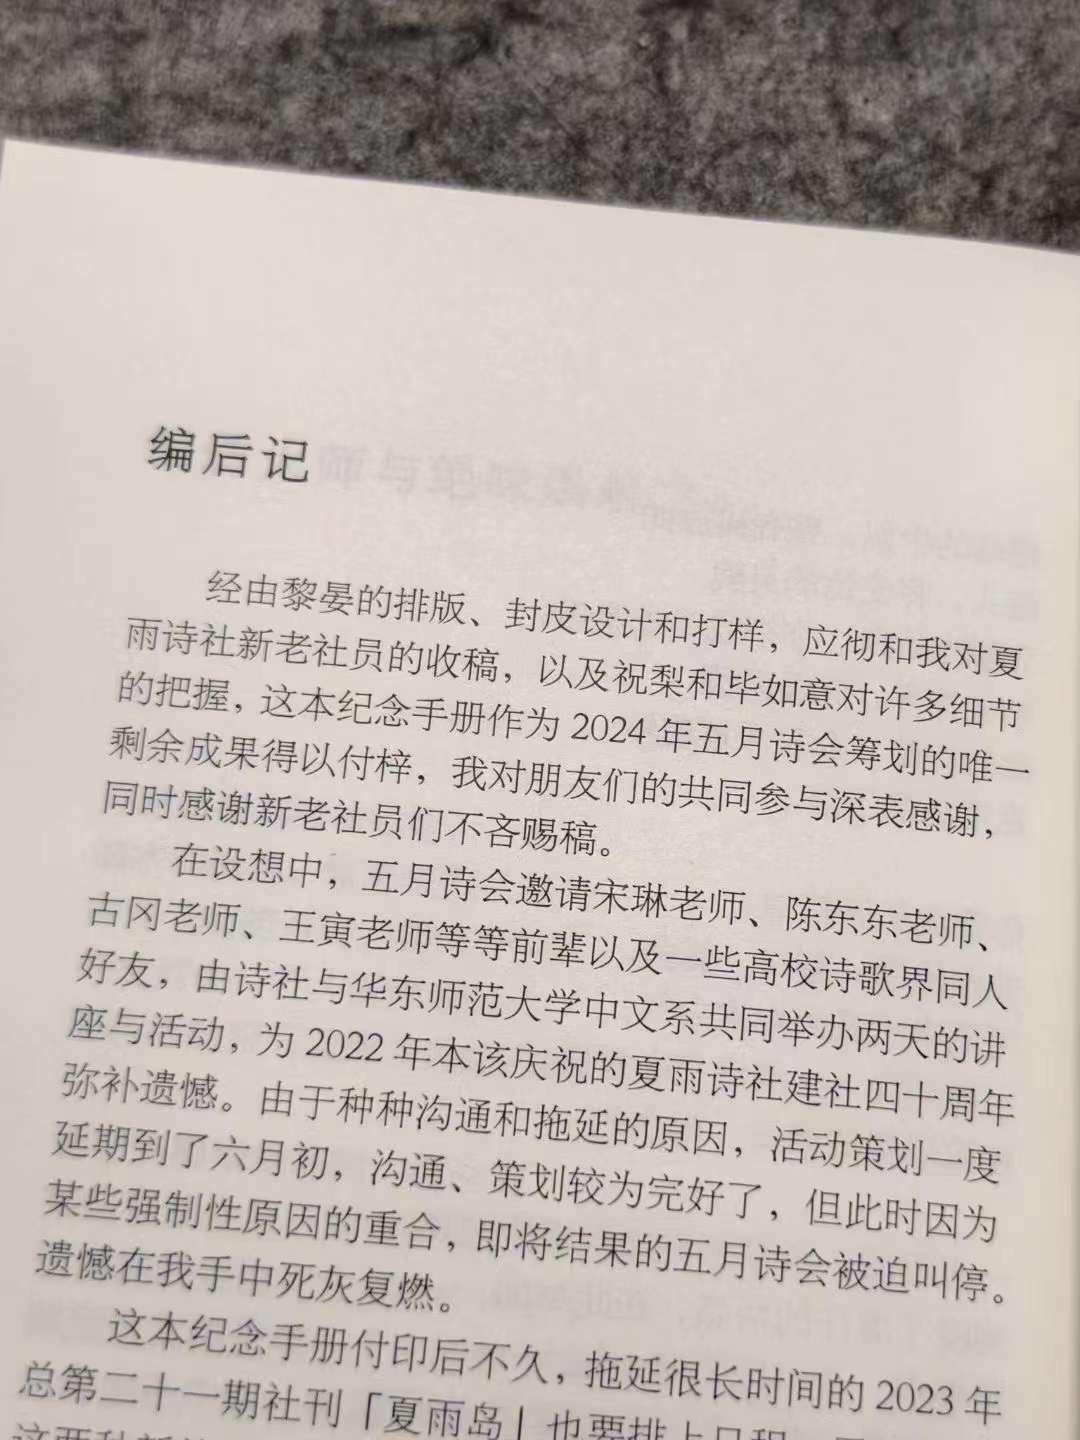 编后记
经由黎晏的排版、封皮设计和打样，应彻和我对夏
雨诗社新老社员的收稿，以及祝梨和毕如意对许多细节
的把握，这本纪念手册作为 2024 年五月诗会筹划的唯一
剩余成果得以付梓，我对朋友们的共同参与深表感谢，
同时感谢新老社员们不吝赐稿。
在设想中，五月诗会邀请宋琳老师、陈东东老师、
古冈老师、王寅老师等等前辈以及一些高校诗歌界同人
好友，由诗社与华东师范大学中文系共同举办两天的讲
座与活动，为 2022 年本该庆祝的夏雨诗社建社四十周年
弥补遗憾。由于种种沟通和拖延的原因，活动策划一度
延期到了六月初，沟通、策划较为完好了，但此时因为
某些强制性原因的重合，即将结果的五月诗会被迫叫停。
遗憾在我手中死灰复燃。
这本纪念手册付印后不久，拖延很长时间的 2023 年
总第二十一期社刊「夏雨岛」也要排上日程